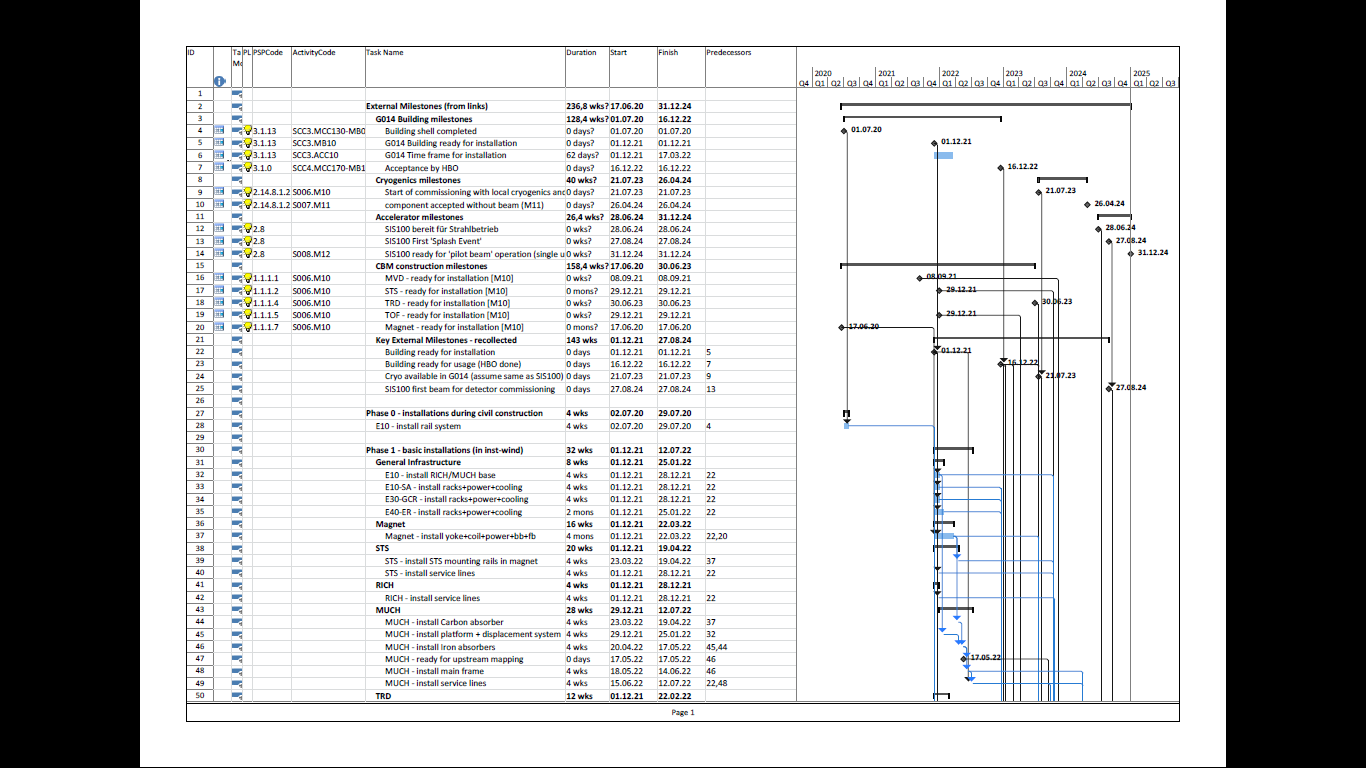 ID Ta Mo PL PSPCode ActivityCode Task Name Duration Start Finish Predecessors
2020 2021 2022 2023 2024 2025
Q4 Q1 Q2 Q3 Q4 Q1 Q2 Q3 Q4 Q1 Q2 Q3 Q4 Q1 Q2 Q3 Q4 Q1 Q2 Q3 Q4 Q1 Q2 Q3
1
2 External Milestones (from links) 236,8 wks? 17.06.20 31.12.24
3 G014 Building milestones 128,4 wks? 01.07.20 16.12.22
4 3.1.13 SCC3.MCC130-MB0 Building shell completed 0 days? 01.07.20 01.07.20 01.07.20
5 3.1.13 SCC3.MB10 G014 Building ready for installation 0 days? 01.12.21 01.12.21 01.12.21
6 3.1.13 SCC3.ACC10 G014 Time frame for installation 62 days? 01.12.21 17.03.22
7 3.1.0 SCC4.MCC170-MB1 Acceptance by HBO 0 days? 16.12.22 16.12.22 16.12.22
8 Cryogenics milestones 40 wks? 21.07.23 26.04.24
9 2.14.8.1.2 S006.M10 Start of commissioning with local cryogenics and 0 days? 21.07.23 21.07.23 21.07.23
10 2.14.8.1.2 S007.M11 component accepted without beam (M11) 0 days? 26.04.24 26.04.24 26.04.24
11 Accelerator milestones 26,4 wks? 28.06.24 31.12.24
12 2.8 SIS100 bereit für Strahlbetrieb 0 wks? 28.06.24 28.06.24 28.06.24
13 2.8 SIS100 First 'Splash Event' 0 wks? 27.08.24 27.08.24 27.08.24
14 2.8 S008.M12 SIS100 ready for 'pilot beam' operation (single u 0 wks? 31.12.24 31.12.24 31.12.24
15 CBM construction milestones 158,4 wks? 17.06.20 30.06.23
16 1.1.1.1 S006.M10 MVD - ready for installation [M10] 0 wks? 08.09.21 08.09.21 08.09.21
17 1.1.1.2 S006.M10 STS - ready for installation [M10] 0 mons? 29.12.21 29.12.21 29.12.21
18 1.1.1.4 S006.M10 TRD - ready for installation [M10] 0 wks? 30.06.23 30.06.23 30.06.23
19 1.1.1.5 S006.M10 TOF - ready for installation [M10] 0 wks? 29.12.21 29.12.21 29.12.21
20 1.1.1.7 S006.M10 Magnet - ready for installation [M10] 0 mons? 17.06.20 17.06.20 17.06.20
21 Key External Milestones - recollected 143 wks 01.12.21 27.08.24
22 Building ready for installation 0 days 01.12.21 01.12.21 5 01.12.21
23 Building ready for usage (HBO done) 0 days 16.12.22 16.12.22 7 16.12.22
24 Cryo available in G014 (assume same as SIS100) 0 days 21.07.23 21.07.23 9 21.07.23
25 SIS100 first beam for detector commissioning 0 days 27.08.24 27.08.24 13 27.08.24
26
27 Phase 0 - installations during civil construction 4 wks 02.07.20 29.07.20
28 E10 - install rail system 4 wks 02.07.20 29.07.20 4
29
30 Phase 1 - basic installations (in inst-wind) 32 wks 01.12.21 12.07.22
31 General Infrastructure 8 wks 01.12.21 25.01.22
32 E10 - install RICH/MUCH base 4 wks 01.12.21 28.12.21 22
33 E10-SA - install racks+power+cooling 4 wks 01.12.21 28.12.21 22
34 E30-GCR - install racks+power+cooling 4 wks 01.12.21 28.12.21 22
35 E40-ER - install racks+power+cooling 2 mons 01.12.21 25.01.22 22
36 Magnet 16 wks 01.12.21 22.03.22
37 Magnet - install yoke+coil+power+bb+fb 4 mons 01.12.21 22.03.22 22,20
38 STS 20 wks 01.12.21 19.04.22
39 STS - install STS mounting rails in magnet 4 wks 23.03.22 19.04.22 37
40 STS - install service lines 4 wks 01.12.21 28.12.21 22
41 RICH 4 wks 01.12.21 28.12.21
42 RICH - install service lines 4 wks 01.12.21 28.12.21 22
43 MUCH 28 wks 29.12.21 12.07.22
44 MUCH - install Carbon absorber 4 wks 23.03.22 19.04.22 37
45 MUCH - install platform + displacement system 4 wks 29.12.21 25.01.22 32
46 MUCH - install Iron absorbers 4 wks 20.04.22 17.05.22 45,44
47 MUCH - ready for upstream mapping 0 days 17.05.22 17.05.22 46 17.05.22
48 MUCH - install main frame 4 wks 18.05.22 14.06.22 46
49 MUCH - install service lines 4 wks 15.06.22 12.07.22 22,48
50 TRD 12 wks 01.12.21 22.02.22
Page 1